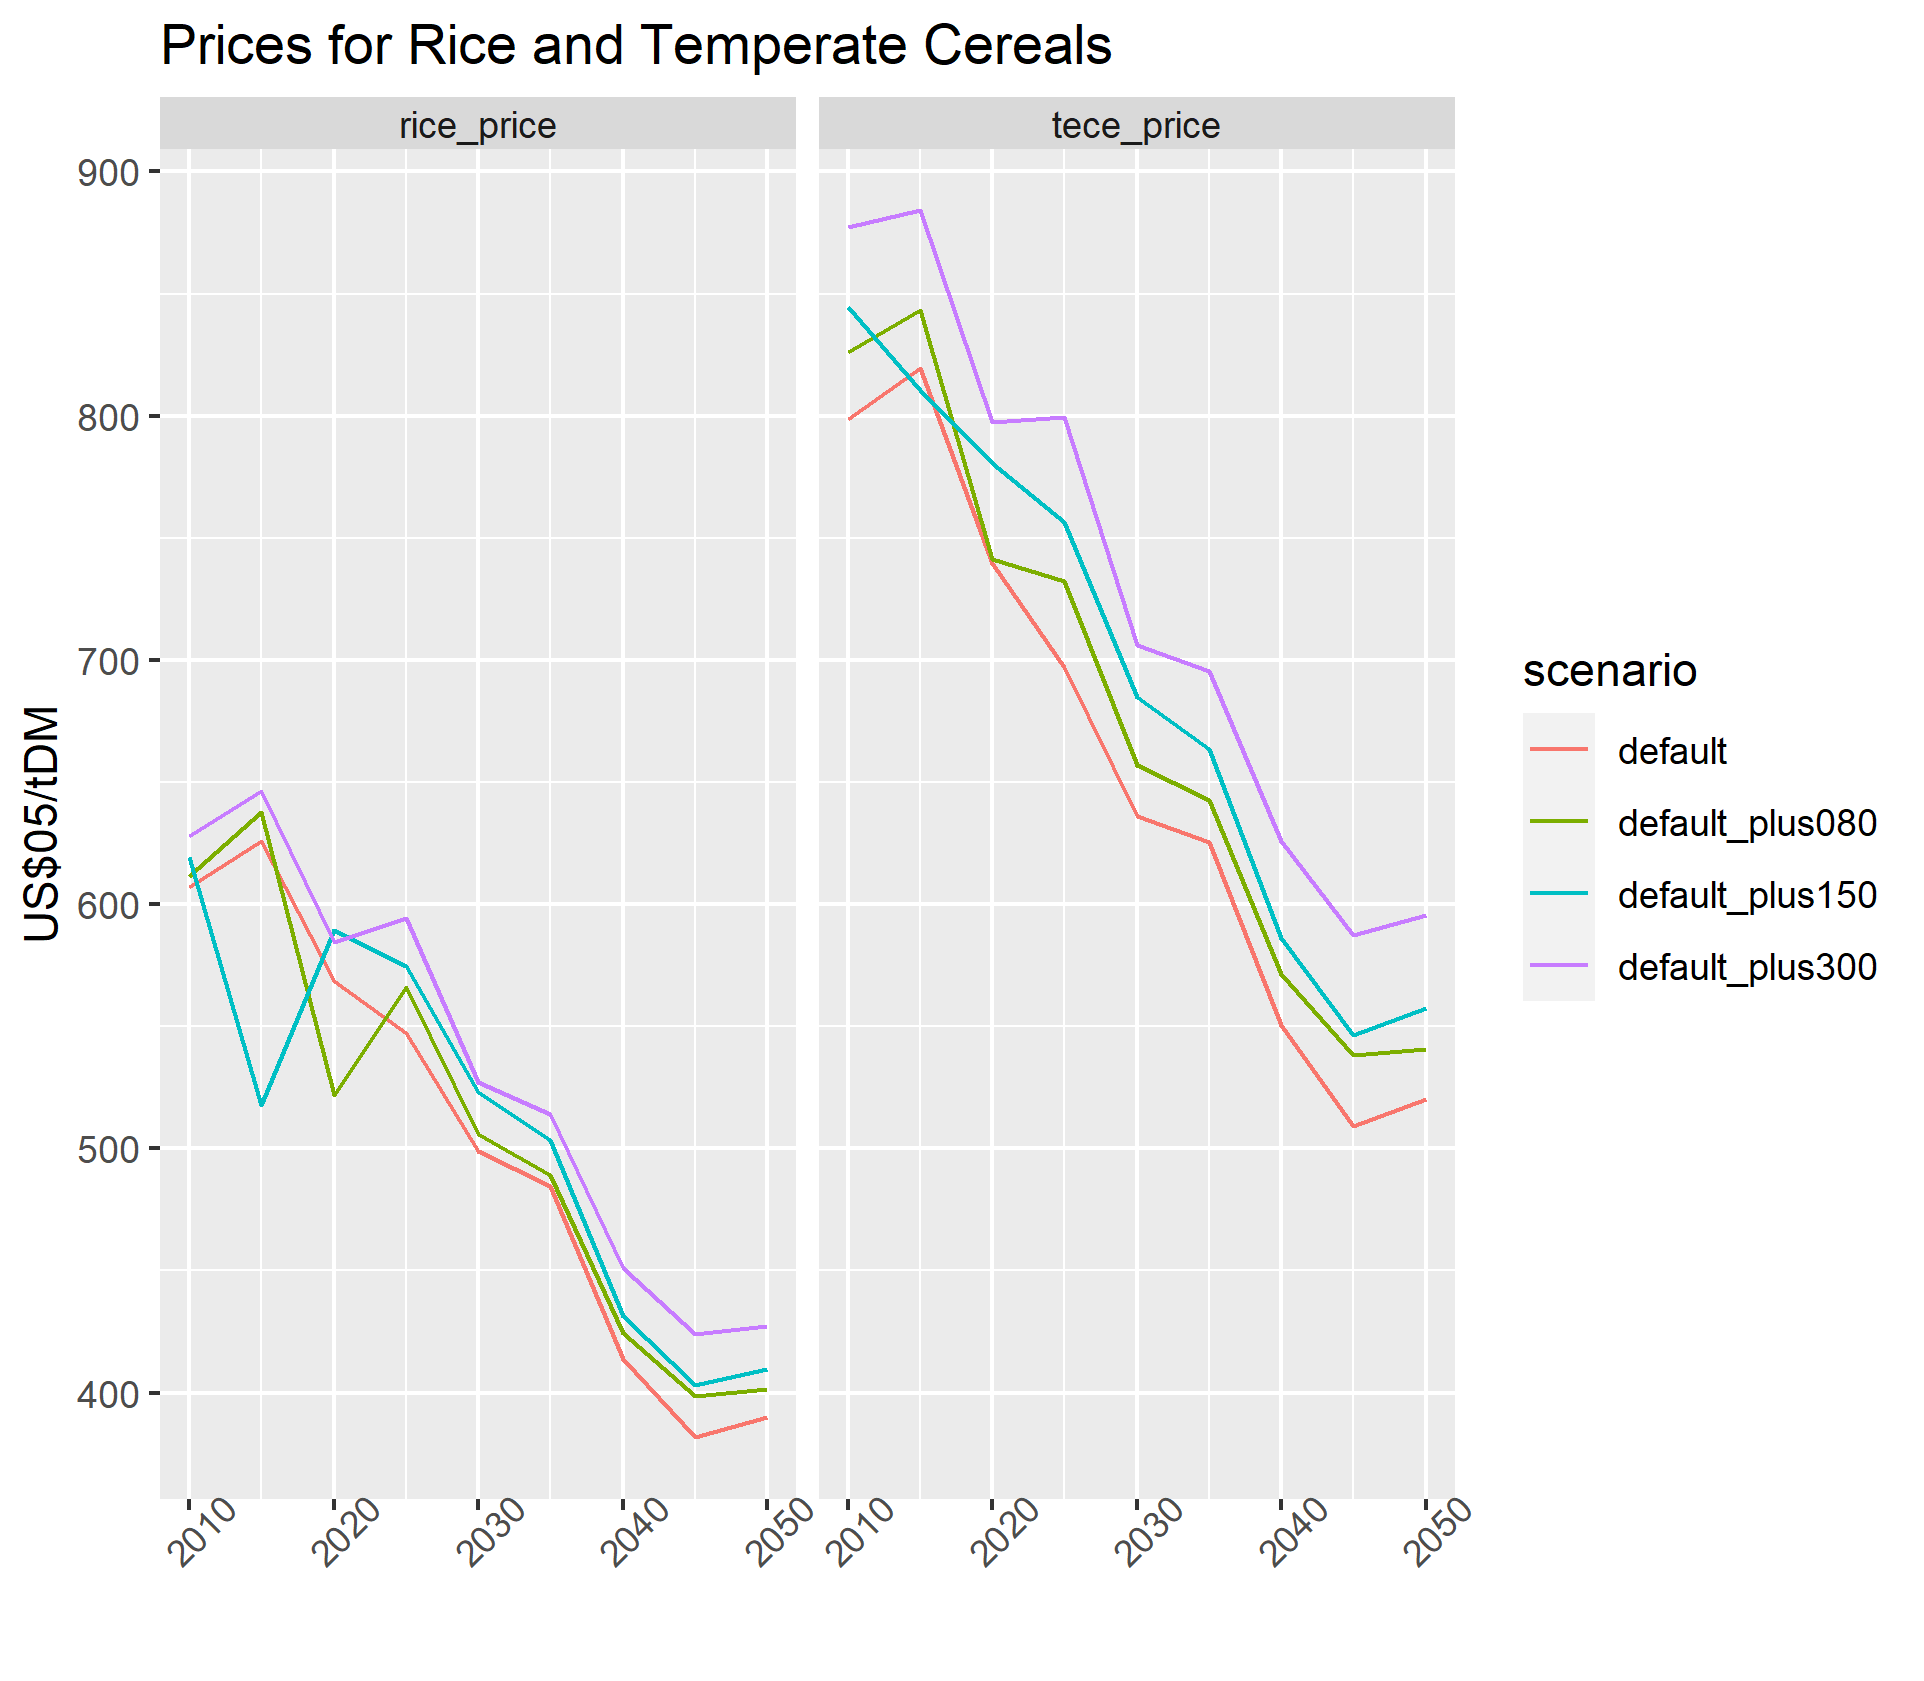 Prices for Rice and Temperate Cereals
rice_price
tece_price
900
800
700
600
500
400
US$05/tDM
2010
2020
2030
2040
2050
2010
2020
2030
2040
2050
scenario
default
default_plus080
default_plus150
default_plus300